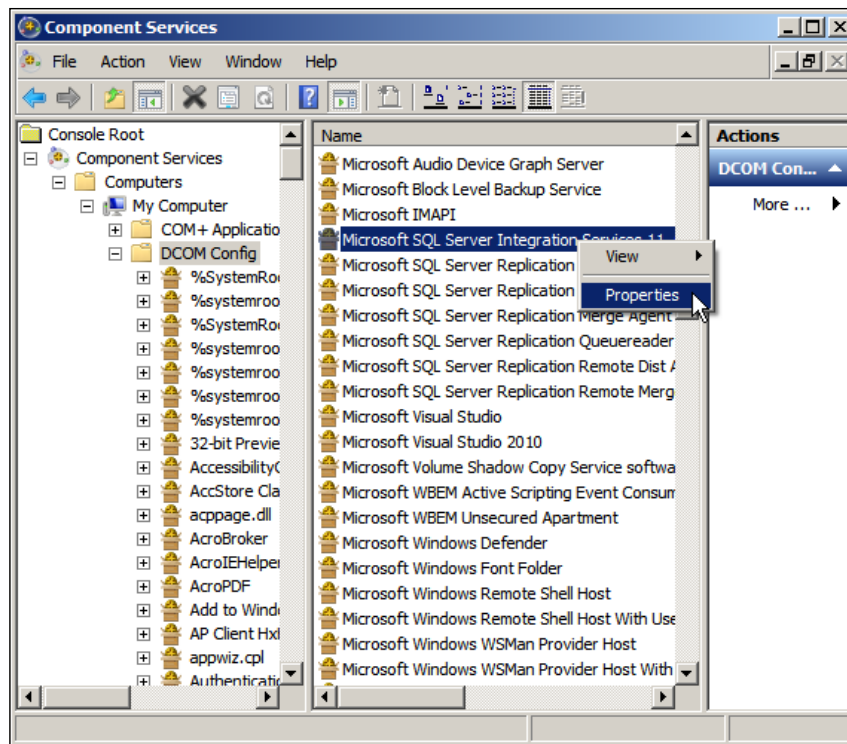 Component Services
File Action View Window Help
Console Root
Component Services
Computers
My Computer
COM+ Applicatio
DCOM Config
%SystemRoo
%systemroo
%SystemRoo
%systemroo
%systemroo
%systemroo
%systemroo
32-bit Previe
Accessibility
AccStore Cla
acppage.dll
AcroBroker
AcroIEHelper
AcroPDF
Add to Wind
AP Client Hx
appwiz.cpl
Authenticatio
Name
Microsoft Audio Device Graph Server
Microsoft Block Level Backup Service
Microsoft IMAPI
Microsoft SQL Server Integration Services 11
Microsoft SQL Server Replication
Microsoft SQL Server Replication
Microsoft SQL Server Replication Merge Agent
Microsoft SQL Server Replication Queuereader
Microsoft SQL Server Replication Remote Dist A
Microsoft SQL Server Replication Remote Merg
Microsoft Visual Studio
Microsoft Visual Studio 2010
Microsoft Volume Shadow Copy Service softwa
Microsoft WBEM Active Scripting Event Consum
Microsoft WBEM Unsecured Apartment
Microsoft Windows Defender
Microsoft Windows Font Folder
Microsoft Windows Remote Shell Host
Microsoft Windows Remote Shell Host With Use
Microsoft Windows WSMan Provider Host
Microsoft Windows WSMan Provider Host With
View
Properties
Actions
DCOM Con...
More ...